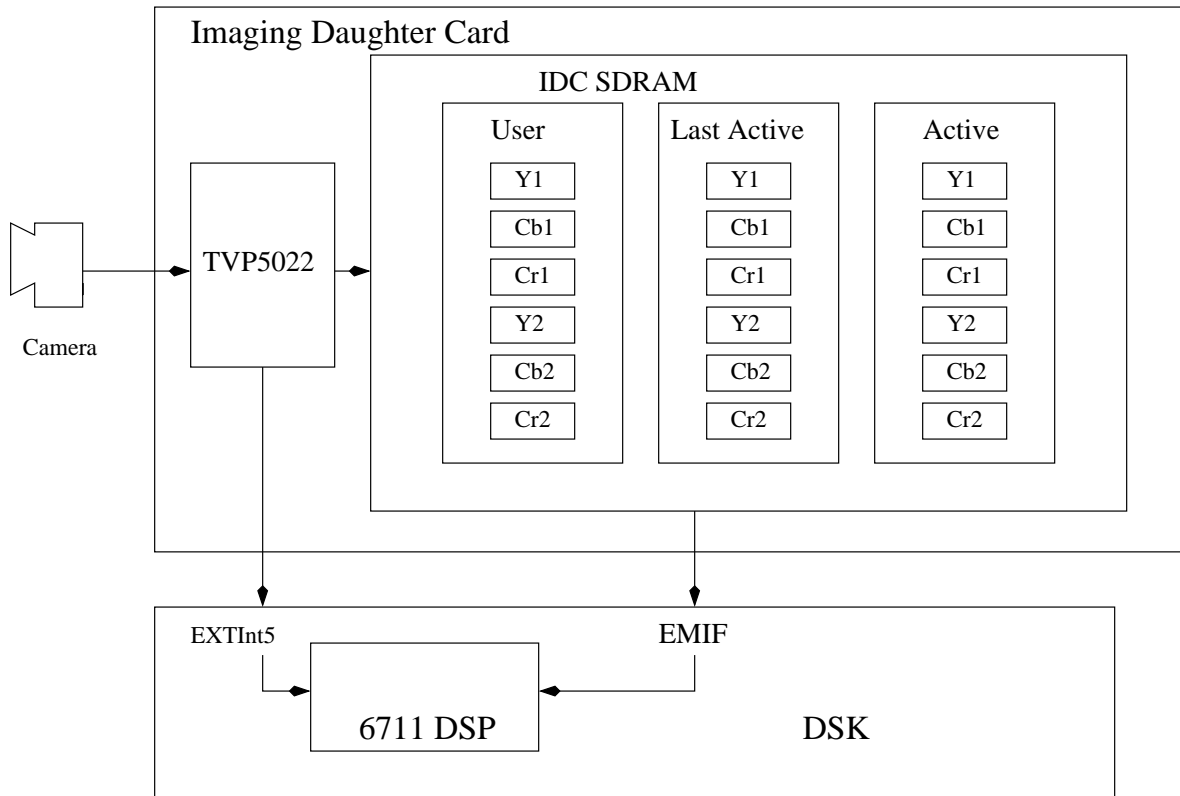 Imaging Daughter Card
IDC SDRAM
User
Last Active
Active
Y1
Cb1
Cr1
Y2
Cb2
Cr2
Y1
Cb1
Cr1
Y2
Cb2
Cr2
Y1
Cb1
Cr1
Y2
Cb2
Cr2
TVP5022
Camera
EXTInt5
EMIF
6711 DSP
DSK